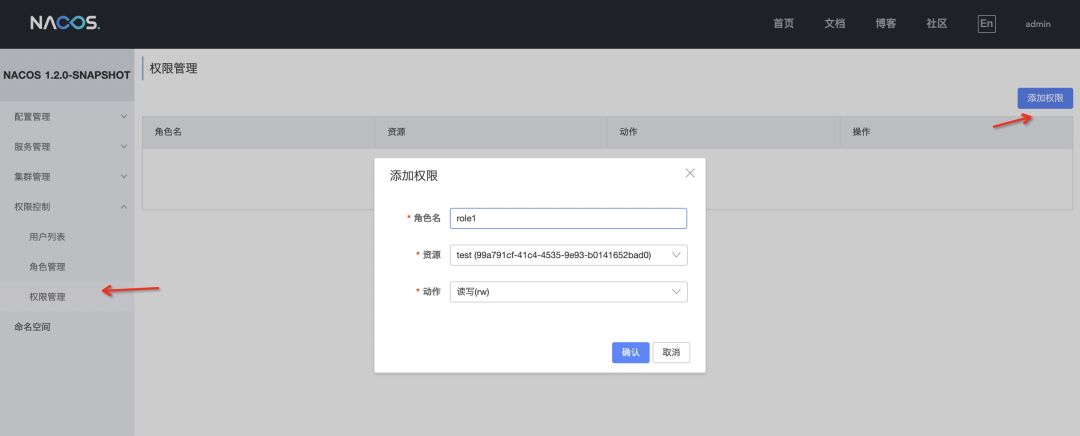 NACOS.
首页 文档 博客 社区 En admin
NACOS 1.2.0-SNAPSHOT
权限管理
配置管理
服务管理
集群管理
权限控制
用户列表
角色管理
权限管理
命名空间
添加权限
角色名 资源 动作 操作
添加权限
* 角色名 role1
* 资源 test (99a791cf-41c4-4535-9e93-b0141652bad0)
* 动作 读写(rw)
确认 取消